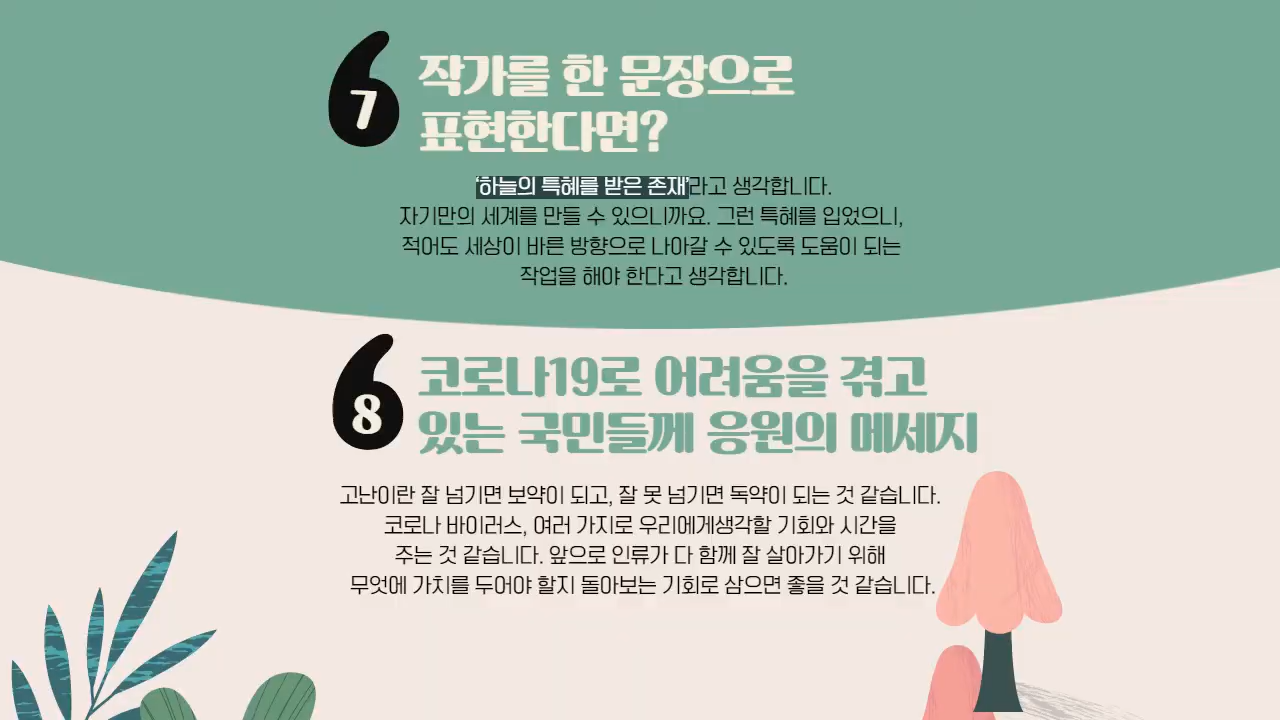 7
작가를 한 문장으로
표현한다면?
‘하늘의 특혜를 받은 존재’라고 생각합니다.
자기만의 세계를 만들 수 있으니까요. 그런 특혜를 입었으니,
적어도 세상이 바른 방향으로 나아갈 수 있도록 도움이 되는
작업을 해야 한다고 생각합니다.
8
코로나19로 어려움을 겪고
있는 국민들께 응원의 메세지
고난이란 잘 넘기면 보약이 되고, 잘 못 넘기면 독약이 되는 것 같습니다.
코로나 바이러스, 여러 가지로 우리에게생각할 기회와 시간을
주는 것 같습니다. 앞으로 인류가 다 함께 잘 살아가기 위해
무엇에 가치를 두어야 할지 돌아보는 기회로 삼으면 좋을 것 같습니다.